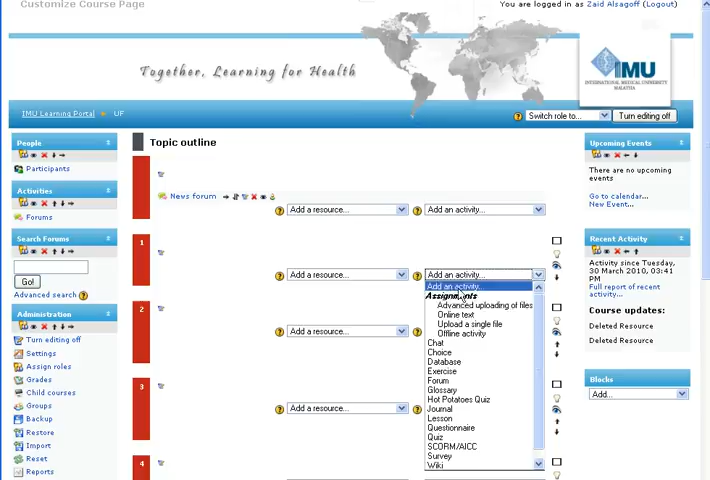 Customize Course Page
You are logged in as Zaid Alsagoff (Logout)
Together, Learning for Health
IMU
INTERNATIONAL MEDICAL UNIVERSITY
MALAYSIA
IMU Learning Portal ► UF
Switch role to...
Turn editing off
People
Participants
Activities
Forums
Search Forums
Go!
Advanced search
Administration
Turn editing off
Settings
Assign roles
Grades
Child courses
Groups
Backup
Restore
Import
Reset
Reports
Topic outline
News forum
Add a resource...
Add an activity...
1
Add a resource...
Add an activity...
Add an activity...
Assignments
Advanced uploading of files
Online text
Upload a single file
Offline activity
Chat
Choice
Database
Exercise
Forum
Glossary
Hot Potatoes Quiz
Journal
Lesson
Questionnaire
Quiz
SCORM/AICC
Survey
Wiki
2
Add a resource...
3
Add a resource...
4
Upcoming Events
There are no upcoming
events
Go to calendar...
New Event...
Recent Activity
Activity since Tuesday,
30 March 2010, 03:41
PM
Full report of recent
activity...
Course updates:
Deleted Resource
Deleted Resource
Blocks
Add...